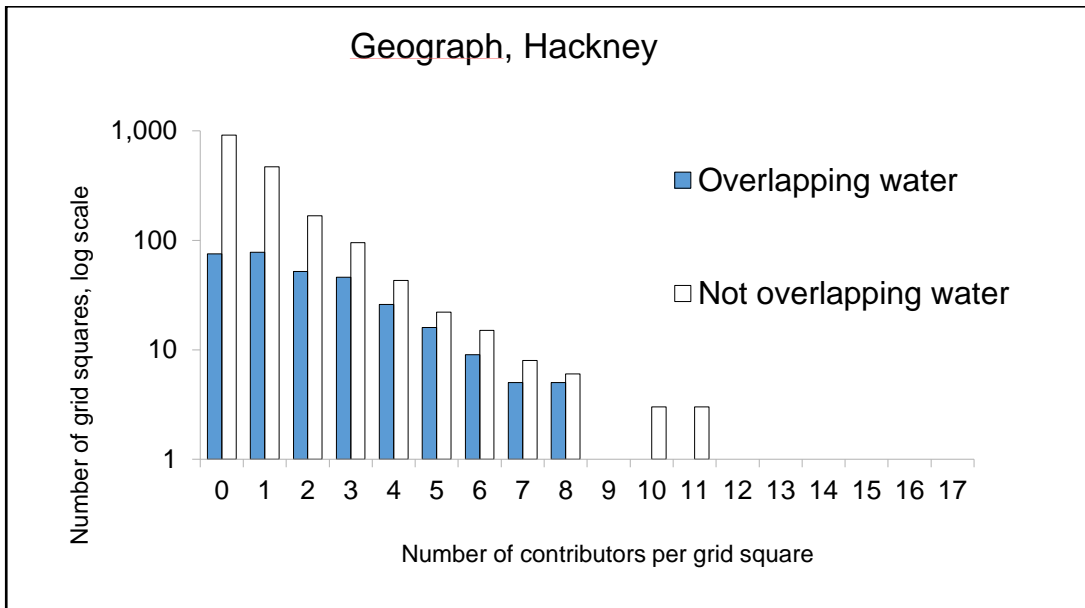 Geograph, Hackney
1,000
100
10
1
Number of grid squares, log scale
Overlapping water
Not overlapping water
0 1 2 3 4 5 6 7 8 9 10 11 12 13 14 15 16 17
Number of contributors per grid square